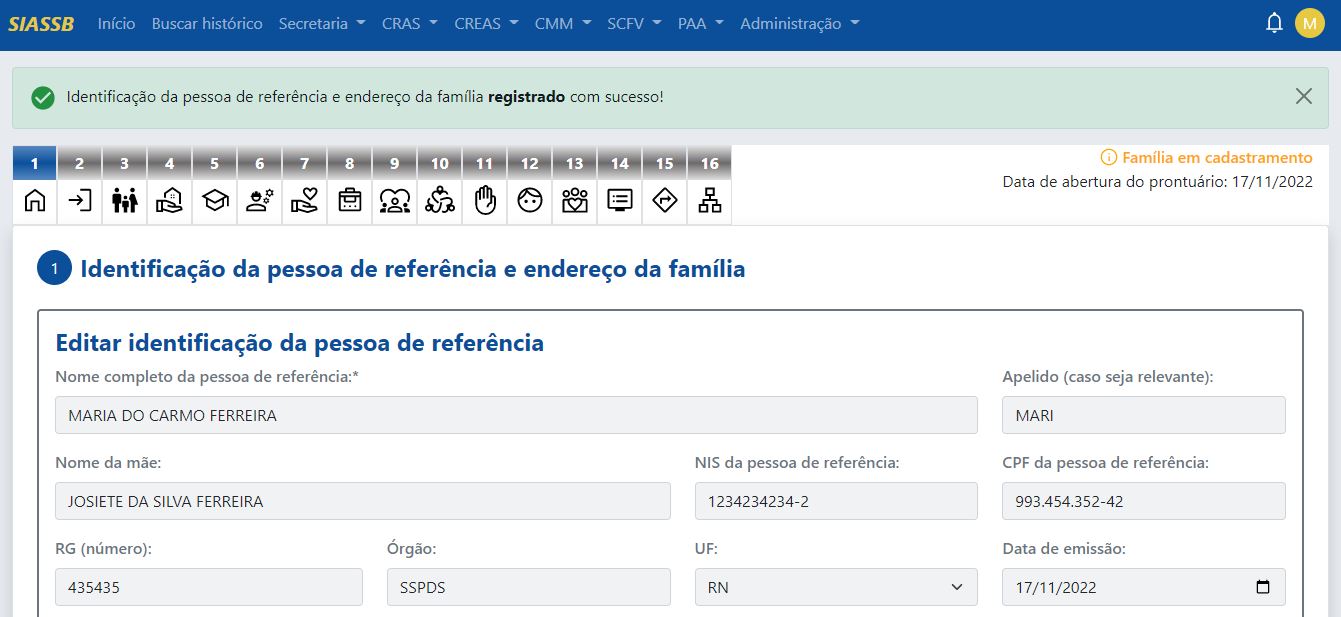 SIASSB Início Buscar histórico Secretaria CRAS CREAS CMM SCFV PAA Administração M
Identificação da pessoa de referência e endereço da família registrado com sucesso!
1 2 3 4 5 6 7 8 9 10 11 12 13 14 15 16
Família em cadastramento
Data de abertura do prontuário: 17/11/2022
1 Identificação da pessoa de referência e endereço da família
Editar identificação da pessoa de referência
Nome completo da pessoa de referência:* Apelido (caso seja relevante):
MARIA DO CARMO FERREIRA MARI
Nome da mãe: NIS da pessoa de referência: CPF da pessoa de referência:
JOSIETE DA SILVA FERREIRA 1234234234-2 993.454.352-42
RG (número): Órgão: UF: Data de emissão:
435435 SSPDS RN 17/11/2022